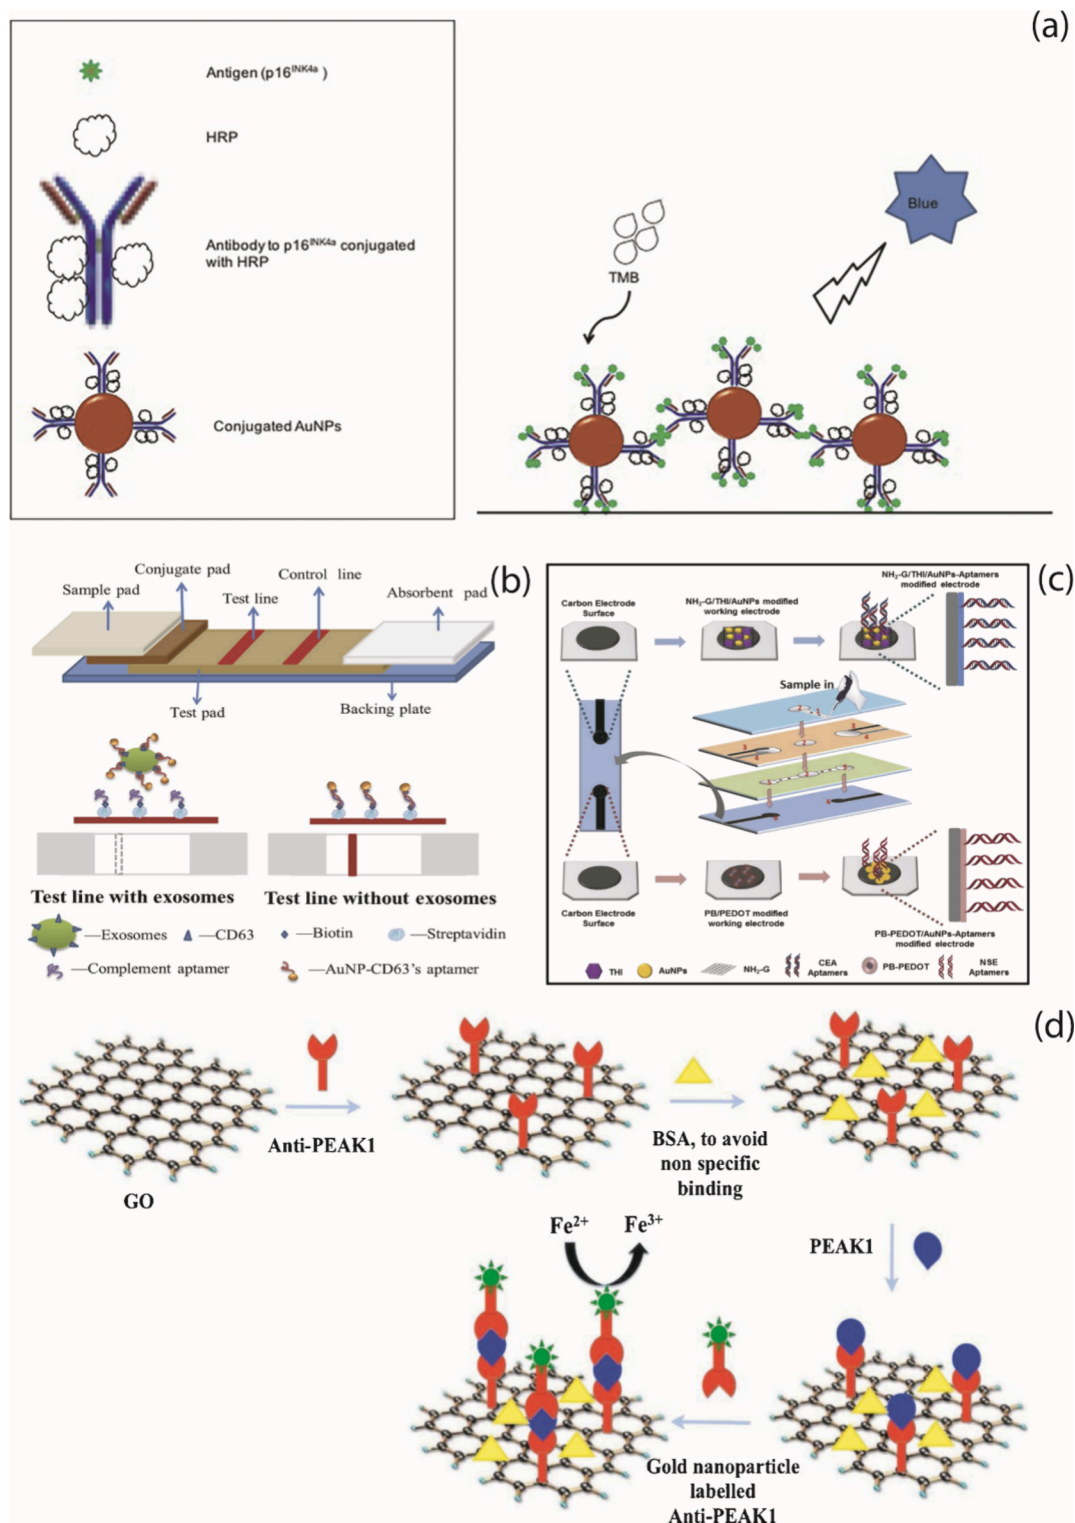 (a)
Antigen (p16INK4a )
HRP
Antibody to p16INK4a conjugated
with HRP
Conjugated AuNPs
TMB
Blue
(b)
Sample pad
Conjugate pad
Test line
Control line
Absorbent pad
Test pad
Backing plate
Test line with exosomes
Test line without exosomes
—Exosomes
—CD63
—Biotin
—Streptavidin
—Complement aptamer
—AuNP-CD63's aptamer
(c)
Carbon Electrode
Surface
NH2-G/THI/AuNPs modified
working electrode
NH2-G/THI/AuNPs-Aptamers
modified electrode
Sample in
Carbon Electrode
Surface
PB/PEDOT modified
working electrode
PB-PEDOT/AuNPs-Aptamers
modified electrode
THI
AuNPs
NH2-G
CEA
Aptamers
PB-PEDOT
NSE
Aptamers
(d)
GO
Anti-PEAK1
BSA, to avoid
non specific
binding
PEAK1
Fe2+
Fe3+
Gold nanoparticle
labelled
Anti-PEAK1